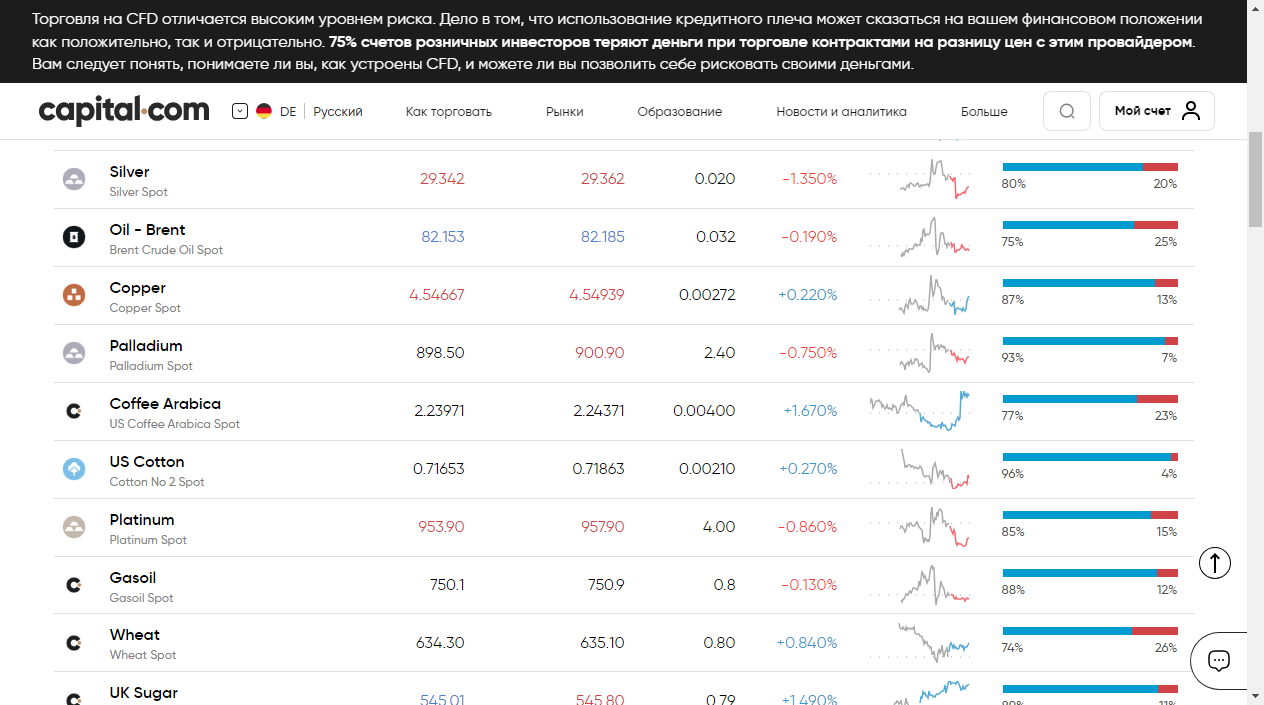 Торговля на CFD отличается высоким уровнем риска. Дело в том, что использование кредитного плеча может сказаться на вашем финансовом положении
как положительно, так и отрицательно. 75% счетов розничных инвесторов теряют деньги при торговле контрактами на разницу цен с этим провайдером.
Вам следует понять, понимаете ли вы, как устроены CFD, и можете ли вы позволить себе рисковать своими деньгами.
capital.com DE Русский Как торговать Рынки Образование Новости и аналитика Больше Мой счет
Silver 29.342 29.362 0.020 -1.350%
Silver Spot 80% 20%
Oil - Brent 82.153 82.185 0.032 -0.190%
Brent Crude Oil Spot 75% 25%
Copper 4.54667 4.54939 0.00272 +0.220%
Copper Spot 87% 13%
Palladium 898.50 900.90 2.40 -0.750%
Palladium Spot 93% 7%
Coffee Arabica 2.23971 2.24371 0.00400 +1.670%
US Coffee Arabica Spot 77% 23%
US Cotton 0.71653 0.71863 0.00210 +0.270%
Cotton No 2 Spot 96% 4%
Platinum 953.90 957.90 4.00 -0.860%
Platinum Spot 85% 15%
Gasoil 750.1 750.9 0.8 -0.130%
Gasoil Spot 88% 12%
Wheat 634.30 635.10 0.80 +0.840%
Wheat Spot 74% 26%
UK Sugar 545.01 545.80 0.79 +1.490%